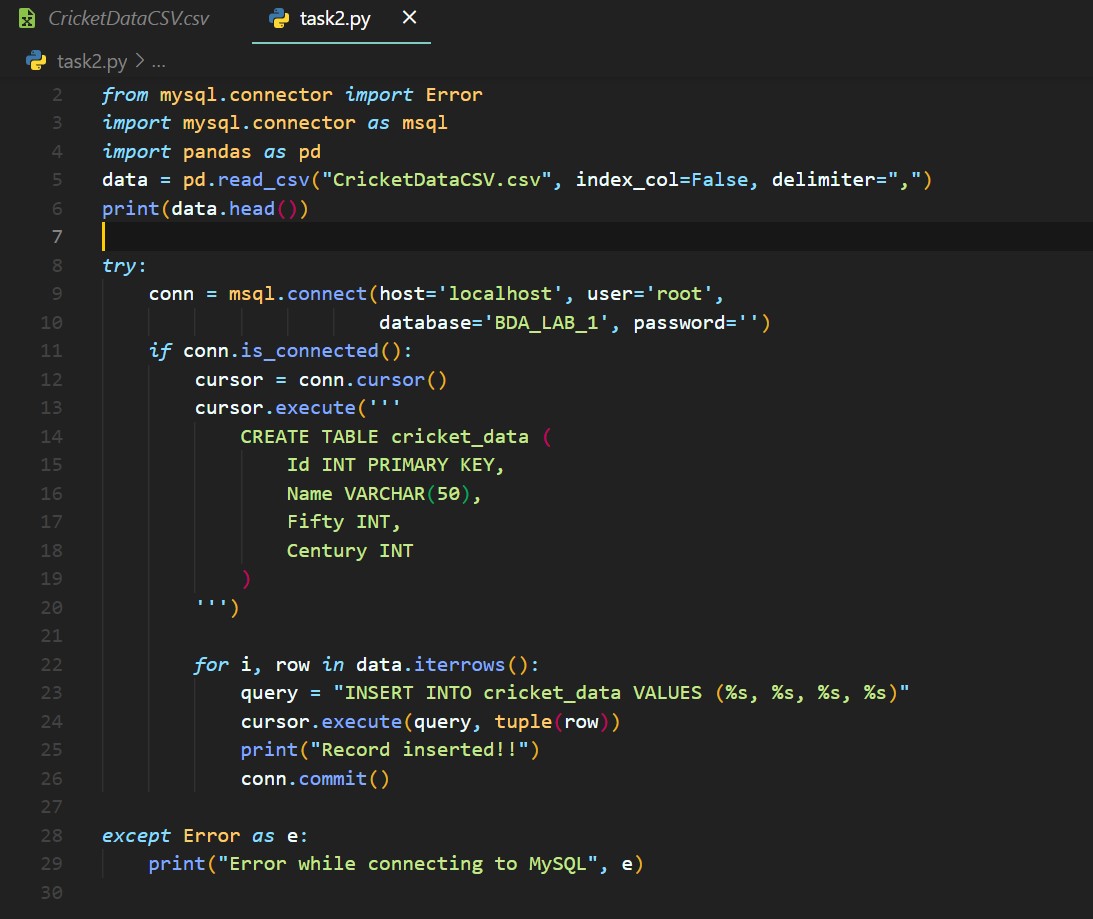 CricketDataCSV.csv
task2.py ×
task2.py > ...
2 from mysql.connector import Error
3 import mysql.connector as msql
4 import pandas as pd
5 data = pd.read_csv("CricketDataCSV.csv", index_col=False, delimiter=",")
6 print(data.head())
7
8 try:
9     conn = msql.connect(host='localhost', user='root',
10                         database='BDA_LAB_1', password='')
11     if conn.is_connected():
12         cursor = conn.cursor()
13         cursor.execute('''
14             CREATE TABLE cricket_data (
15                 Id INT PRIMARY KEY,
16                 Name VARCHAR(50),
17                 Fifty INT,
18                 Century INT
19             )
20         ''')
21
22         for i, row in data.iterrows():
23             query = "INSERT INTO cricket_data VALUES (%s, %s, %s, %s)"
24             cursor.execute(query, tuple(row))
25             print("Record inserted!!")
26             conn.commit()
27
28 except Error as e:
29     print("Error while connecting to MySQL", e)
30